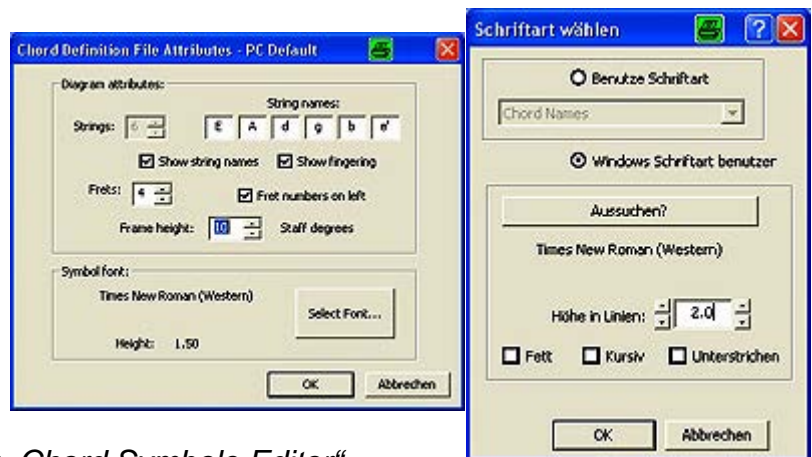 Chord Definition File Attributes - PC Default
Diagram attributes:
String names:
Strings: 6 E A d g b e'
Show string names Show fingering
Frets: 4 Fret numbers on left
Frame height: 10 Staff degrees
Symbol font:
Times New Roman (Western)
Select Font...
Height: 1.50
OK Abbrechen
Schriftart wählen
Benutze Schriftart
Chord Names
Windows Schriftart benutzer
Aussuchen?
Times New Roman (Western)
Höhe in Linien: 2.0
Fett Kursiv Unterstrichen
OK Abbrechen
Chord Symbols Editor“